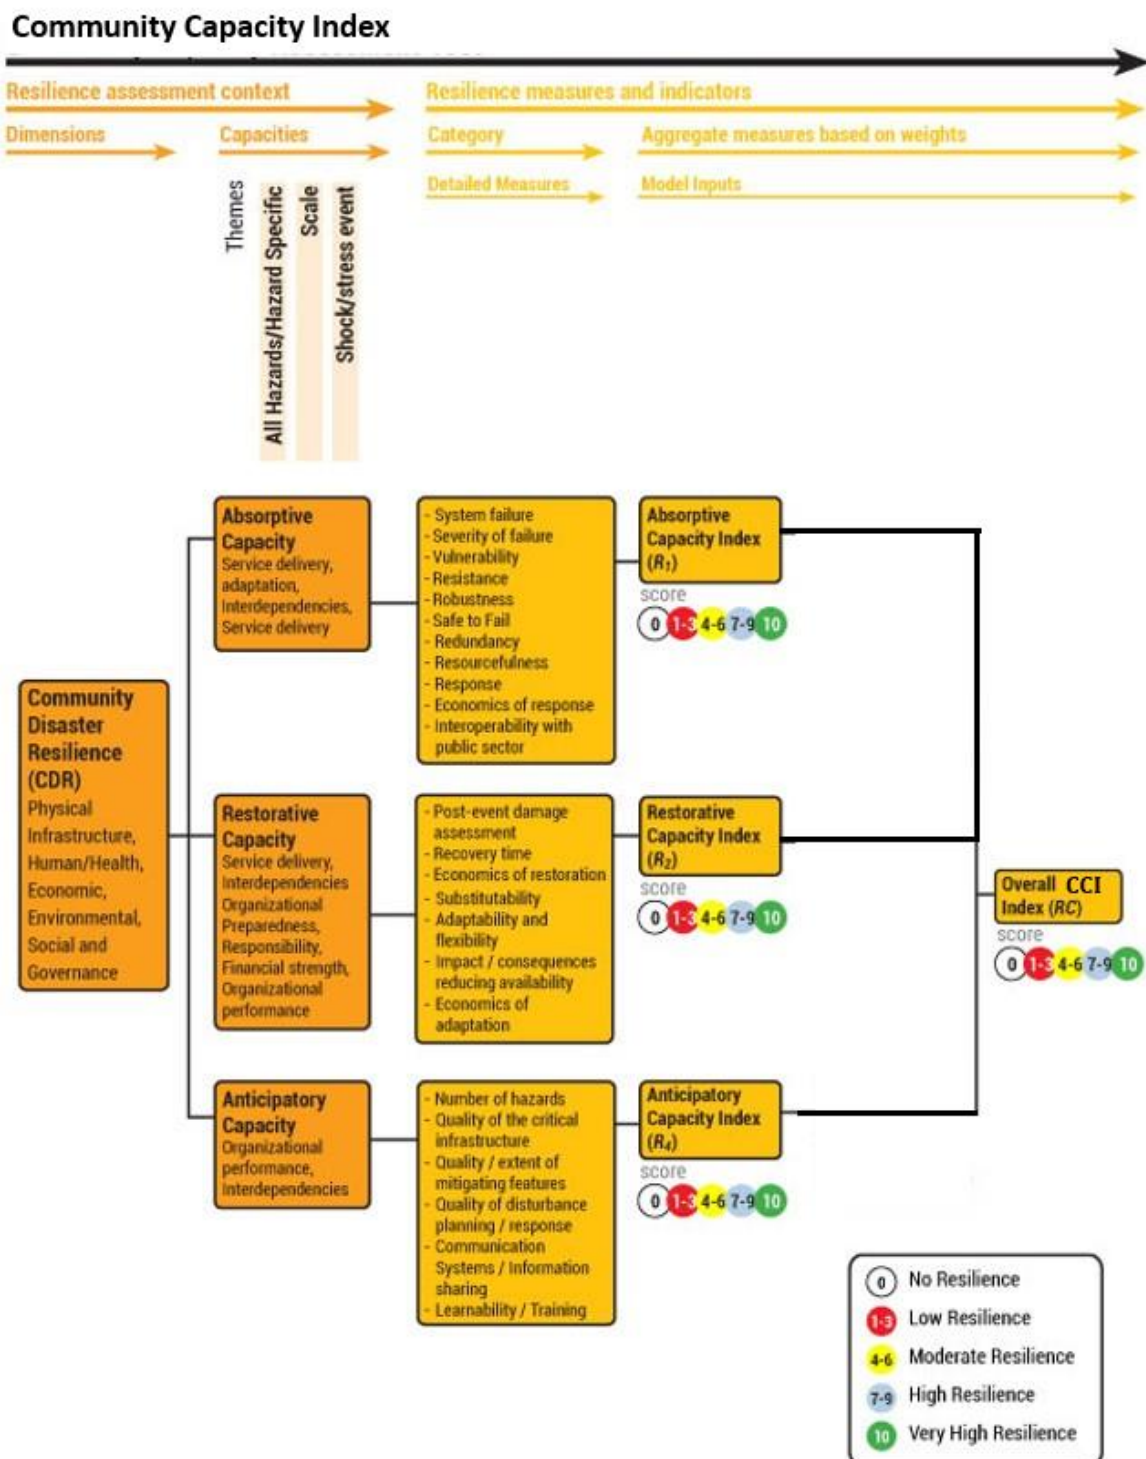 Community Capacity Index
Resilience assessment context
Resilience measures and indicators
Dimensions
Capacities
Category
Aggregate measures based on weights
Detailed Measures
Model Inputs
Themes
All Hazards/Hazard Specific
Scale
Shock/stress event
Community
Disaster
Resilience
(CDR)
Physical
Infrastructure,
Human/Health,
Economic,
Environmental,
Social and
Governance
Absorptive
Capacity
Service delivery,
adaptation,
Interdependencies,
Service delivery
- System failure
- Severity of failure
- Vulnerability
- Resistance
- Robustness
- Safe to Fail
- Redundancy
- Resourcefulness
- Response
- Economics of response
- Interoperability with
public sector
Absorptive
Capacity Index
(R1)
score
0 1-3 4-6 7-9 10
Restorative
Capacity
Service delivery,
Interdependencies
Organizational
Preparedness,
Responsibility,
Financial strength,
Organizational
performance
- Post-event damage
assessment
- Recovery time
- Economics of restoration
- Substitutability
- Adaptability and
flexibility
- Impact / consequences
reducing availability
- Economics of
adaptation
Restorative
Capacity Index
(R2)
score
0 1-3 4-6 7-9 10
Anticipatory
Capacity
Organizational
performance,
Interdependencies
- Number of hazards
- Quality of the critical
infrastructure
- Quality / extent of
mitigating features
- Quality of disturbance
planning / response
- Communication
Systems / Information
sharing
- Learnability / Training
Anticipatory
Capacity Index
(R4)
score
0 1-3 4-6 7-9 10
Overall CCI
Index (RC)
score
0 1-3 4-6 7-9 10
0 No Resilience
1-3 Low Resilience
4-6 Moderate Resilience
7-9 High Resilience
10 Very High Resilience